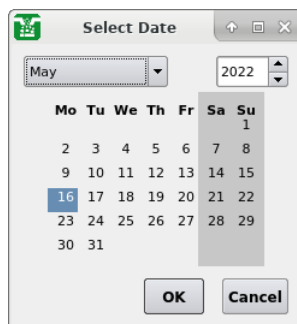 Select Date
May 2022
Mo Tu We Th Fr Sa Su
1
2 3 4 5 6 7 8
9 10 11 12 13 14 15
16 17 18 19 20 21 22
23 24 25 26 27 28 29
30 31
OK Cancel